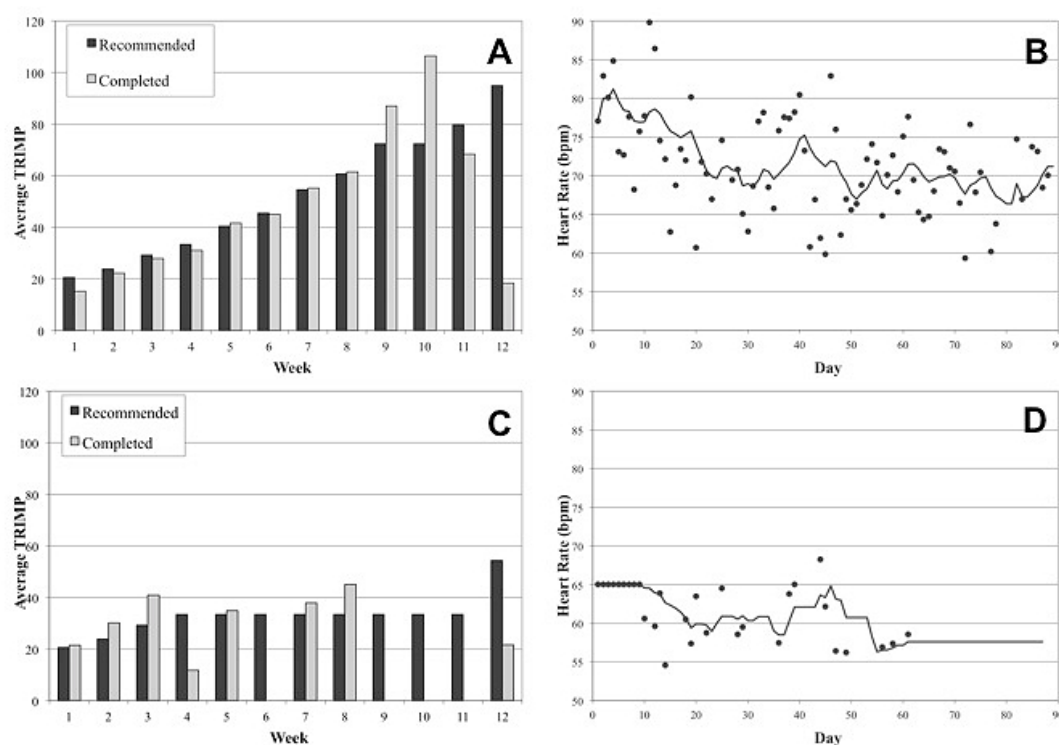 120
100
80
60
40
20
0
Average TRIMP
Recommended
Completed
A
1 2 3 4 5 6 7 8 9 10 11 12
Week
90
85
80
75
70
65
60
55
50
Heart Rate (bpm)
B
0 10 20 30 40 50 60 70 80 9
Day
120
100
80
60
40
20
0
Average TRIMP
Recommended
Completed
C
1 2 3 4 5 6 7 8 9 10 11 12
Week
90
85
80
75
70
65
60
55
50
Heart Rate (bpm)
D
0 10 20 30 40 50 60 70 80 9
Day